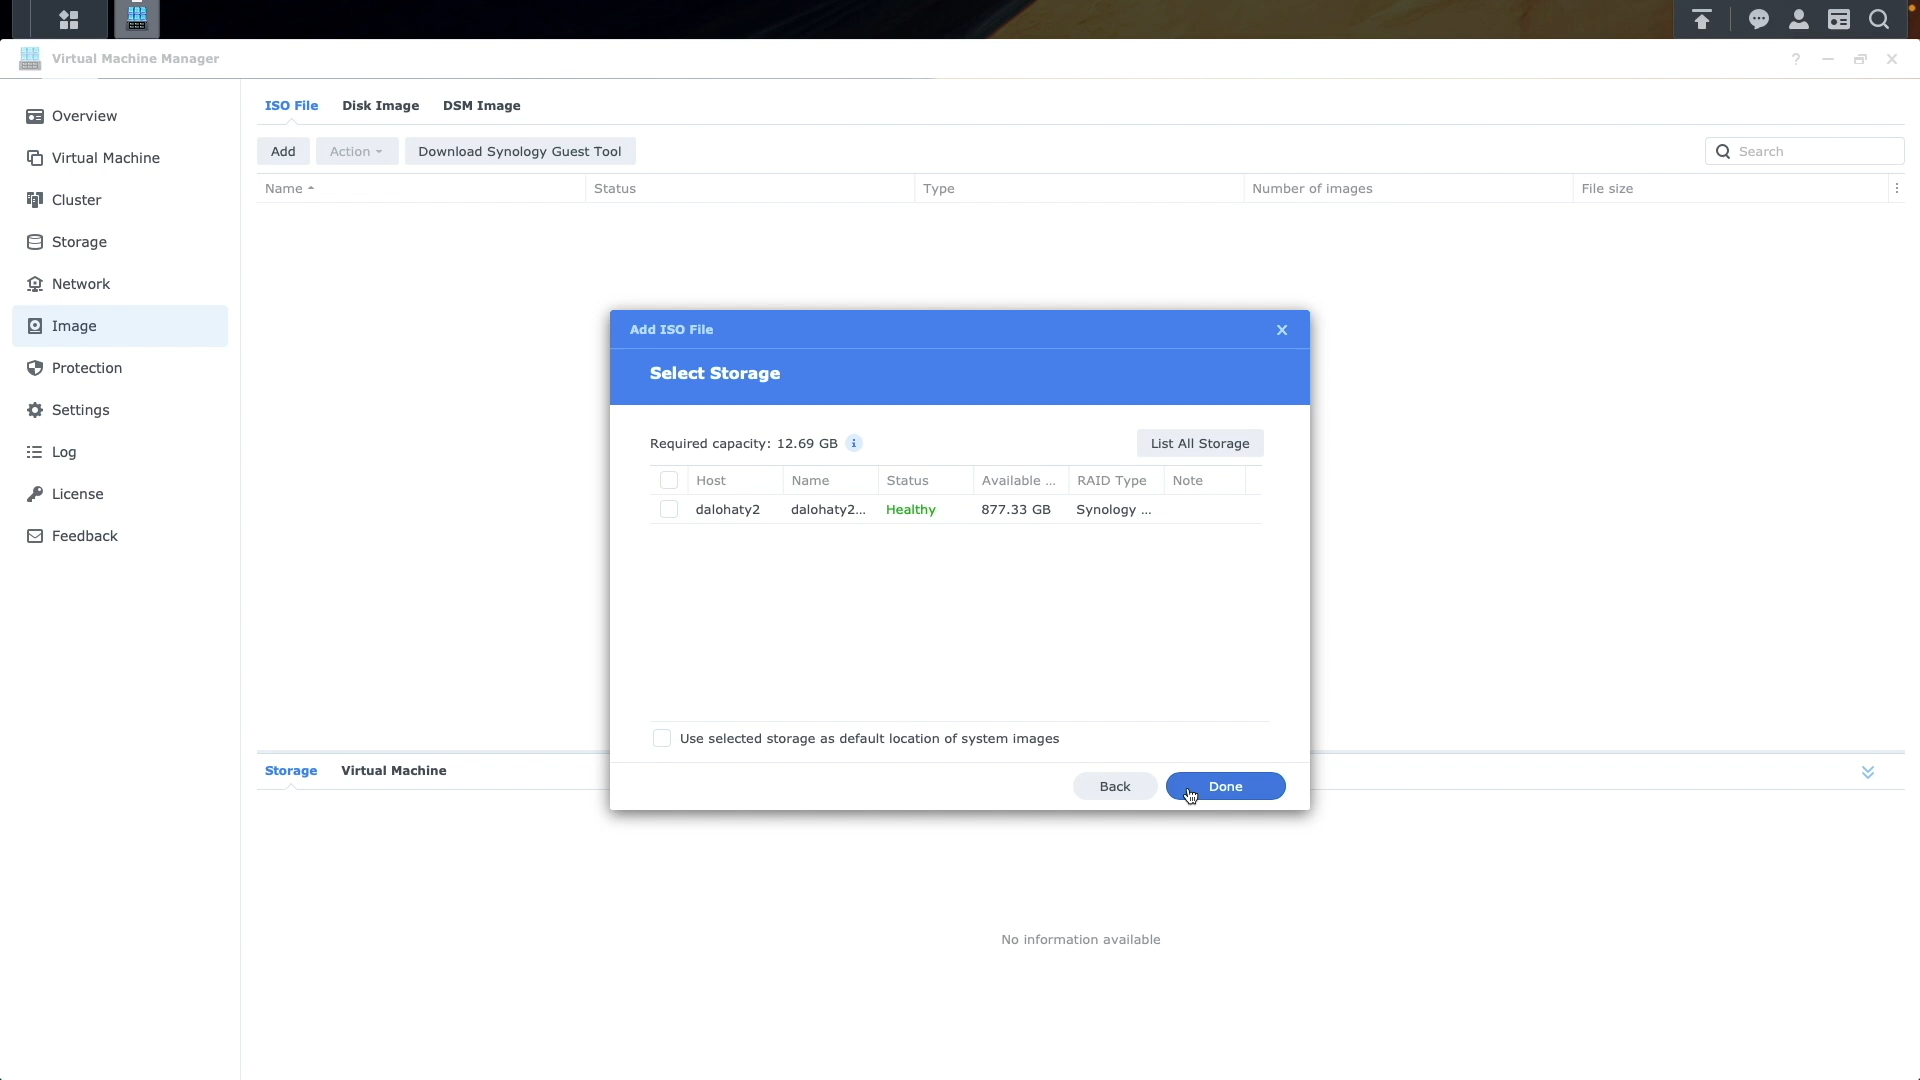 Virtual Machine Manager
Overview
Virtual Machine
Cluster
Storage
Network
Image
Protection
Settings
Log
License
Feedback
ISO File Disk Image DSM Image
Add Action Download Synology Guest Tool Search
Name Status Type Number of images File size
Add ISO File
Select Storage
Required capacity: 12.69 GB List All Storage
Host Name Status Available ... RAID Type Note
dalohaty2 dalohaty2... Healthy 877.33 GB Synology ...
Use selected storage as default location of system images
Back Done
Storage Virtual Machine
No information available